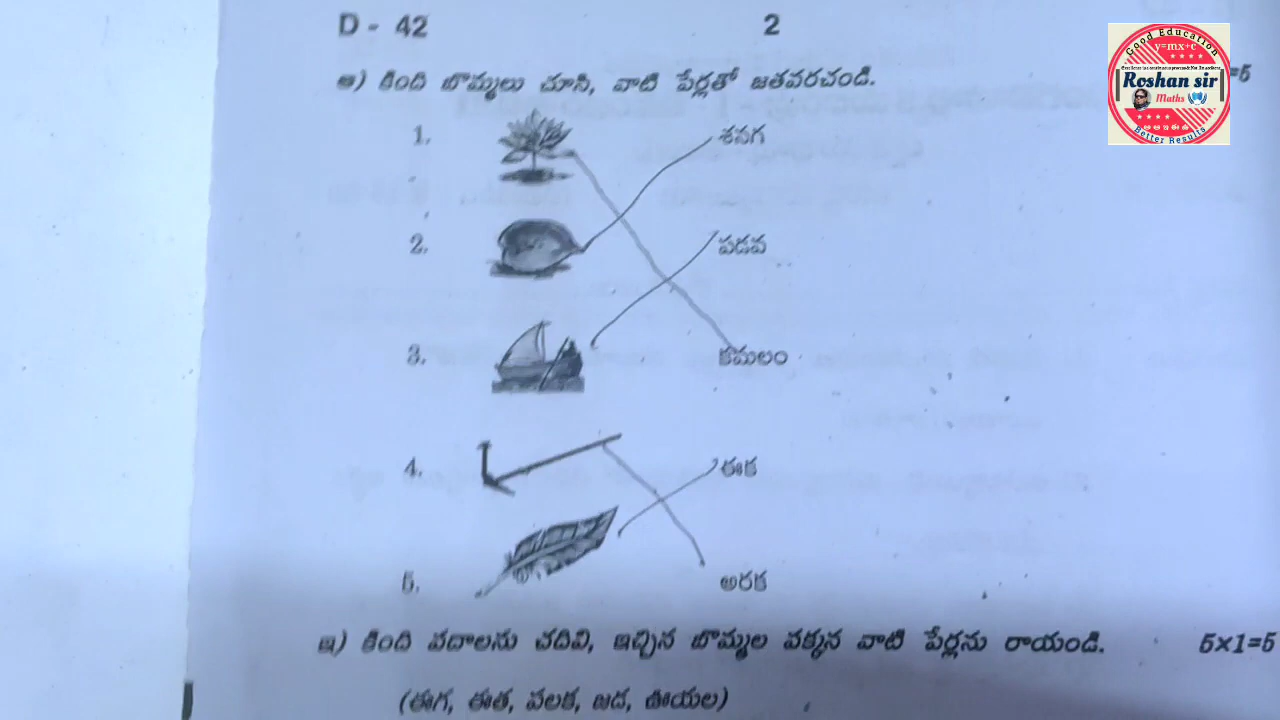 D - 42 2
అ) కింది బొమ్మలు చూసి, వాటి పేర్లతో జతపరచండి. =5
1. శనగ
2. పడవ
3. కమలం
4. ఈక
5. అరక
ఇ) కింది పదాలను చదివి, ఇచ్చిన బొమ్మల పక్కన వాటి పేర్లను రాయండి. 5×1=5
(ఈగ, ఈత, పలక, జడ, ఊయల)
Good Education
y=mx+c
Roshan sir
Maths
Better Results